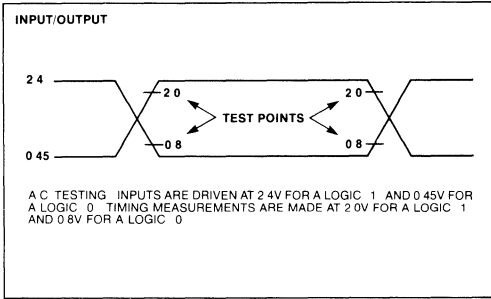 INPUT/OUTPUT
2 4
2 0
2 0
TEST POINTS
0 8
0 8
0 45
A C TESTING INPUTS ARE DRIVEN AT 2 4V FOR A LOGIC 1 AND 0 45V FOR
A LOGIC 0 TIMING MEASUREMENTS ARE MADE AT 2 0V FOR A LOGIC 1
AND 0 8V FOR A LOGIC 0